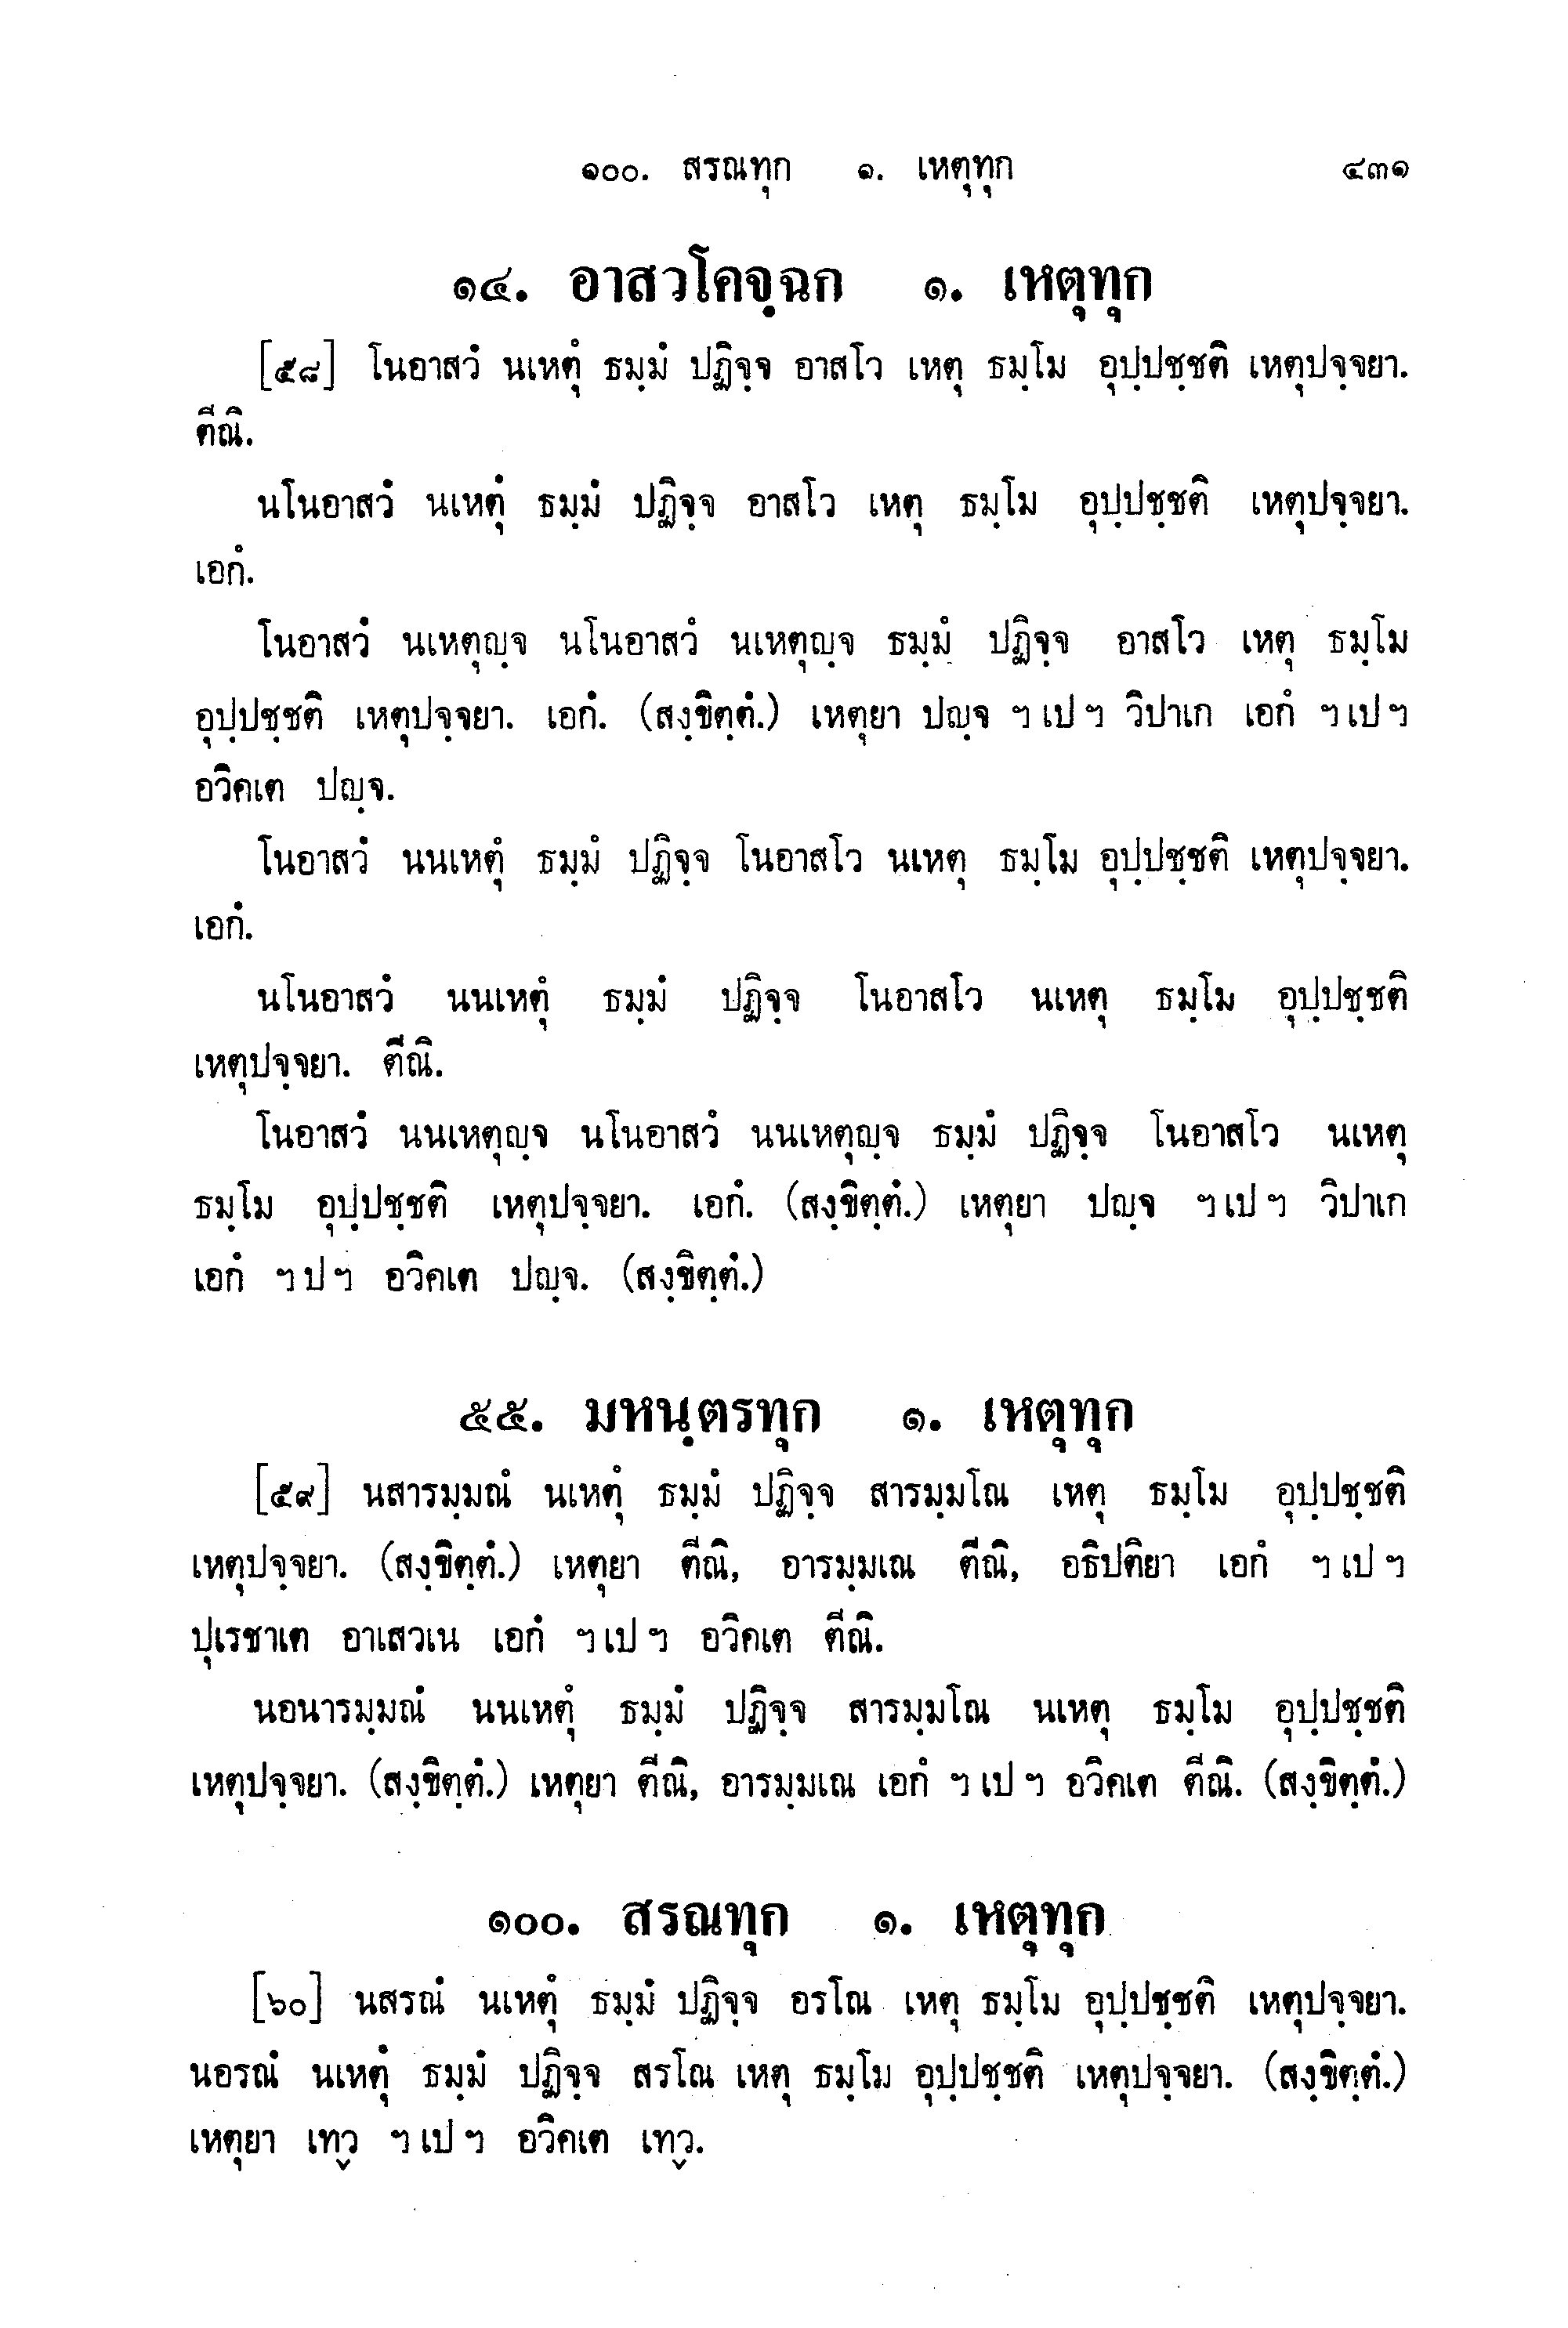 ๑๐๐. สรณทุก ๑. เหตุทุก ๔๓๑
๑๔. อาสวโคจฺฉก ๑. เหตุทุก
[๕๘] โนอาสวํ นเหตุํ ธมฺมํ ปฏิจฺจ อาสโว เหตุ ธมฺโม อุปฺปชฺชติ เหตุปจฺจยา.
ตีณิ.
นโนอาสวํ นเหตุํ ธมฺมํ ปฏิจฺจ อาสโว เหตุ ธมฺโม อุปฺปชฺชติ เหตุปจฺจยา.
เอกํ.
โนอาสวํ นเหตุญฺจ นโนอาสวํ นเหตุญฺจ ธมฺมํ ปฏิจฺจ อาสโว เหตุ ธมฺโม
อุปฺปชฺชติ เหตุปจฺจยา. เอกํ. (สงฺขิตฺตํ.) เหตุยา ปญฺจ ฯ เป ฯ วิปาเก เอกํ ฯ เป ฯ
อวิคเต ปญฺจ.
โนอาสวํ นนเหตุํ ธมฺมํ ปฏิจฺจ โนอาสโว นเหตุ ธมฺโม อุปฺปชฺชติ เหตุปจฺจยา.
เอกํ.
นโนอาสวํ นนเหตุํ ธมฺมํ ปฏิจฺจ โนอาสโว นเหตุ ธมฺโม อุปฺปชฺชติ
เหตุปจฺจยา. ตีณิ.
โนอาสวํ นนเหตุญฺจ นโนอาสวํ นนเหตุญฺจ ธมฺมํ ปฏิจฺจ โนอาสโว นเหตุ
ธมฺโม อุปฺปชฺชติ เหตุปจฺจยา. เอกํ. (สงฺขิตฺตํ.) เหตุยา ปญฺจ ฯ เป ฯ วิปาเก
เอกํ ฯ ป ฯ อวิคเต ปญฺจ. (สงฺขิตฺตํ.)
๕๕. มหนฺตรทุก ๑. เหตุทุก
[๕๙] นสารมฺมณํ นเหตุํ ธมฺมํ ปฏิจฺจ สารมฺมโณ เหตุ ธมฺโม อุปฺปชฺชติ
เหตุปจฺจยา. (สงฺขิตฺตํ.) เหตุยา ตีณิ, อารมฺมเณ ตีณิ, อธิปติยา เอกํ ฯ เป ฯ
ปุเรชาเต อาเสวเน เอกํ ฯ เป ฯ อวิคเต ตีณิ.
นอนารมฺมณํ นนเหตุํ ธมฺมํ ปฏิจฺจ สารมฺมโณ นเหตุ ธมฺโม อุปฺปชฺชติ
เหตุปจฺจยา. (สงฺขิตฺตํ.) เหตุยา ตีณิ, อารมฺมเณ เอกํ ฯ เป ฯ อวิคเต ตีณิ. (สงฺขิตฺตํ.)
๑๐๐. สรณทุก ๑. เหตุทุก
[๖๐] นสรณํ นเหตุํ ธมฺมํ ปฏิจฺจ อรโณ เหตุ ธมฺโม อุปฺปชฺชติ เหตุปจฺจยา.
นอรณํ นเหตุํ ธมฺมํ ปฏิจฺจ สรโณ เหตุ ธมฺโม อุปฺปชฺชติ เหตุปจฺจยา. (สงฺขิตฺตํ.)
เหตุยา เทฺว ฯ เป ฯ อวิคเต เทฺว.